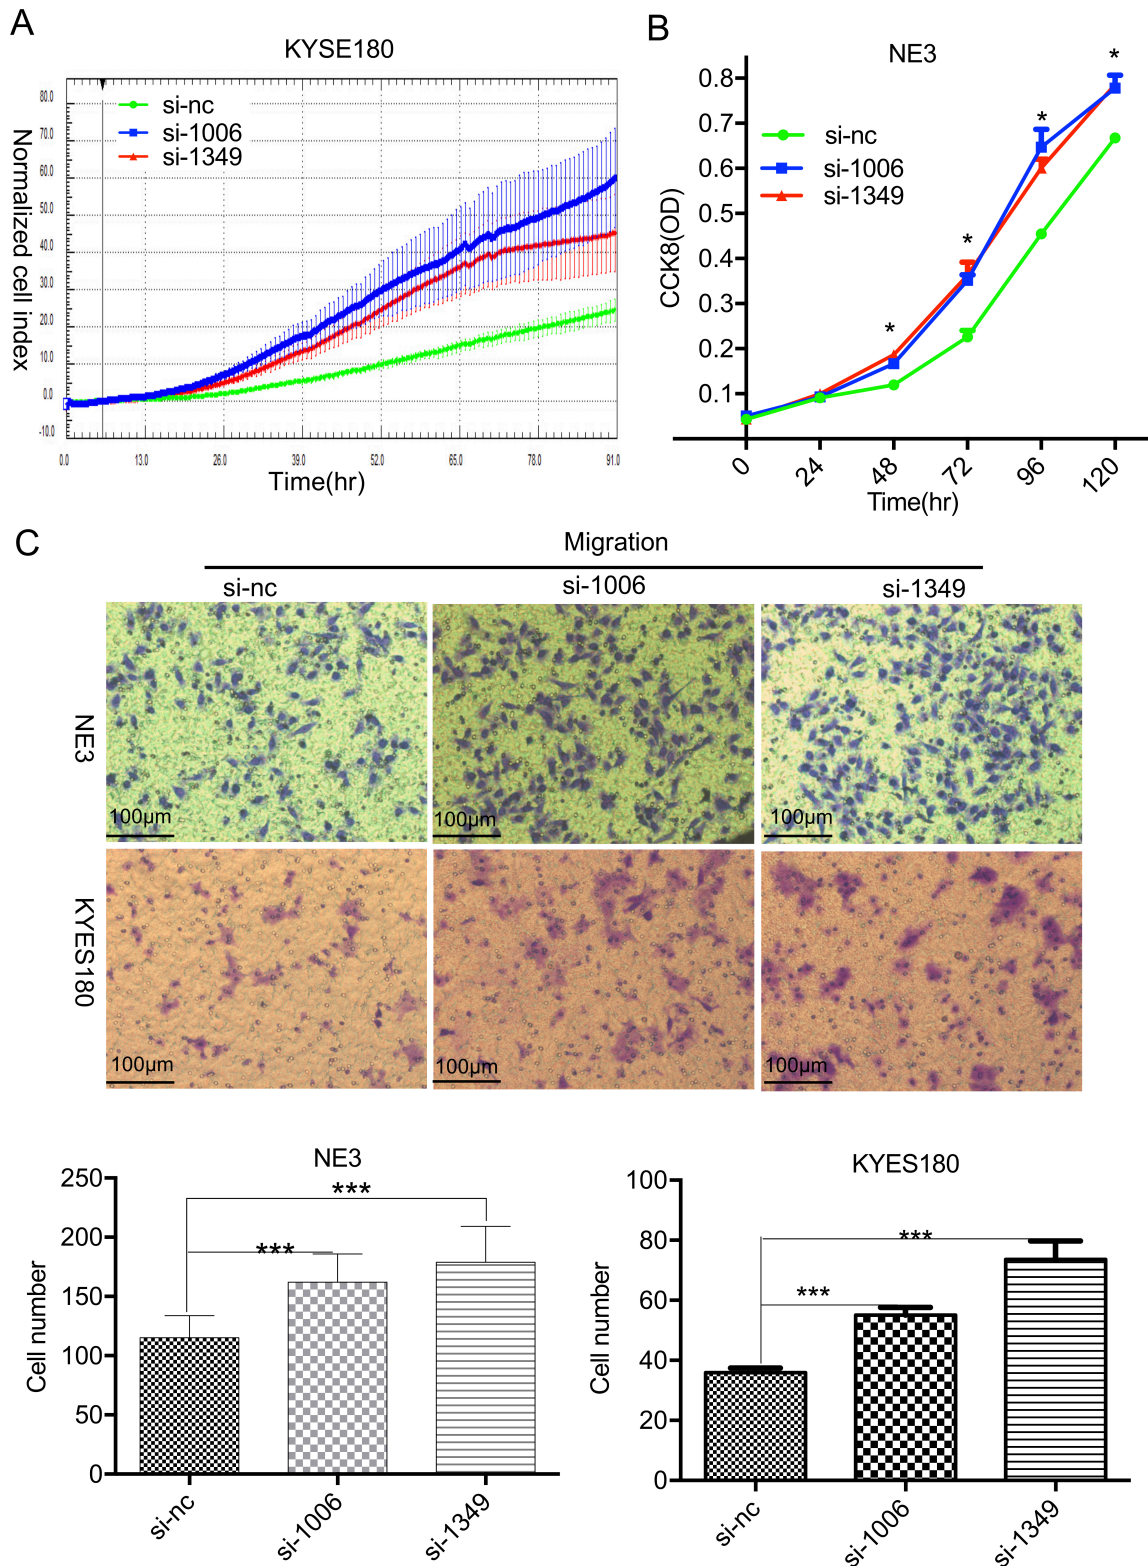 A
KYSE180
Normalized cell index
80.0
70.0
60.0
50.0
40.0
30.0
20.0
10.0
0.0
-10.0
si-nc
si-1006
si-1349
0.0 13.0 26.0 39.0 52.0 65.0 78.0 91.0
Time(hr)
B
NE3
CCK8(OD)
0.8
0.7
0.6
0.5
0.4
0.3
0.2
0.1
si-nc
si-1006
si-1349
*
*
*
*
*
0 24 48 72 96 120
Time(hr)
C
Migration
si-nc si-1006 si-1349
NE3
100µm 100µm 100µm
KYES180
100µm 100µm 100µm
NE3
Cell number
250
200
150
100
50
0
***
***
si-nc si-1006 si-1349
KYES180
Cell number
100
80
60
40
20
0
***
***
si-nc si-1006 si-1349